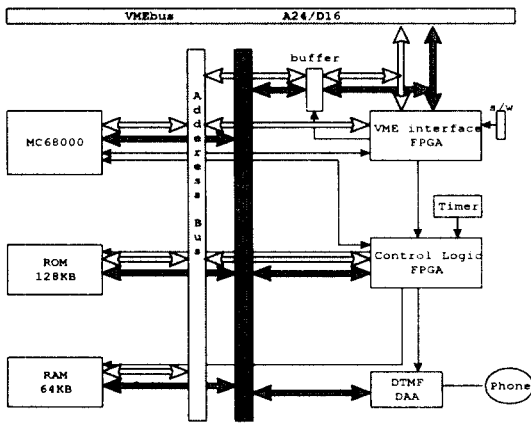 VMEbus A24/D16
buffer
s/w
Adderess Bus
MC68000
VME interface
FPGA
Timer
ROM
128KB
Control Logic
FPGA
RAM
64KB
DTMF
DAA
Phone